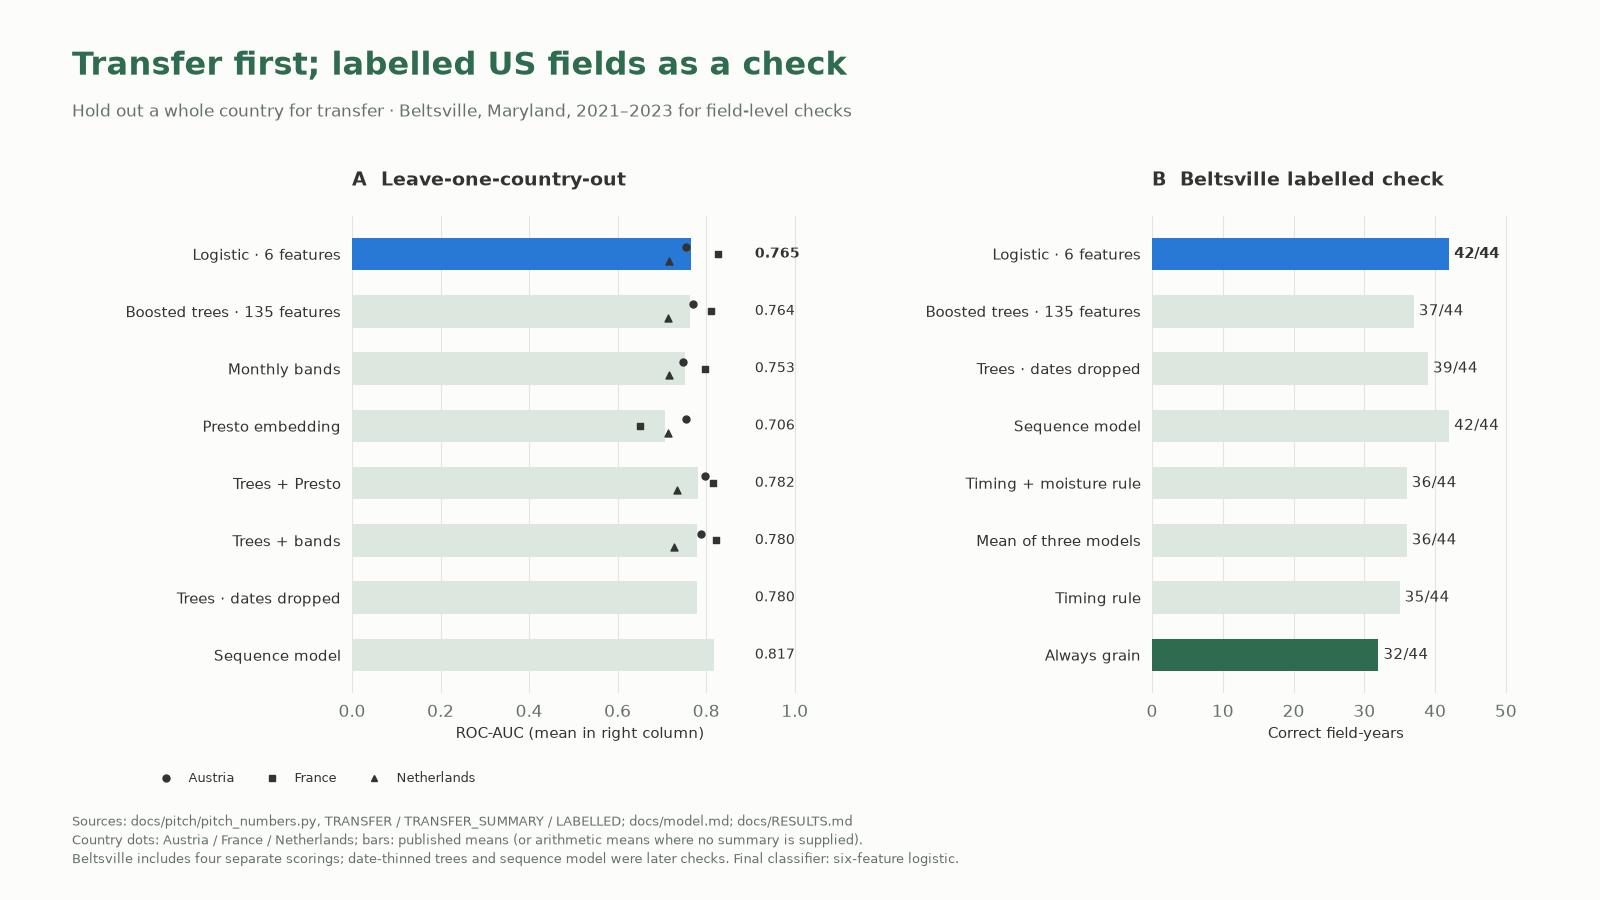 Transfer first; labelled US fields as a check
Hold out a whole country for transfer · Beltsville, Maryland, 2021–2023 for field-level checks
A Leave-one-country-out
Logistic · 6 features 0.765
Boosted trees · 135 features 0.764
Monthly bands 0.753
Presto embedding 0.706
Trees + Presto 0.782
Trees + bands 0.780
Trees · dates dropped 0.780
Sequence model 0.817
0.0 0.2 0.4 0.6 0.8 1.0
ROC-AUC (mean in right column)
Austria France Netherlands
B Beltsville labelled check
Logistic · 6 features 42/44
Boosted trees · 135 features 37/44
Trees · dates dropped 39/44
Sequence model 42/44
Timing + moisture rule 36/44
Mean of three models 36/44
Timing rule 35/44
Always grain 32/44
0 10 20 30 40 50
Correct field-years
Sources: docs/pitch/pitch_numbers.py, TRANSFER / TRANSFER_SUMMARY / LABELLED; docs/model.md; docs/RESULTS.md
Country dots: Austria / France / Netherlands; bars: published means (or arithmetic means where no summary is supplied).
Beltsville includes four separate scorings; date-thinned trees and sequence model were later checks. Final classifier: six-feature logistic.